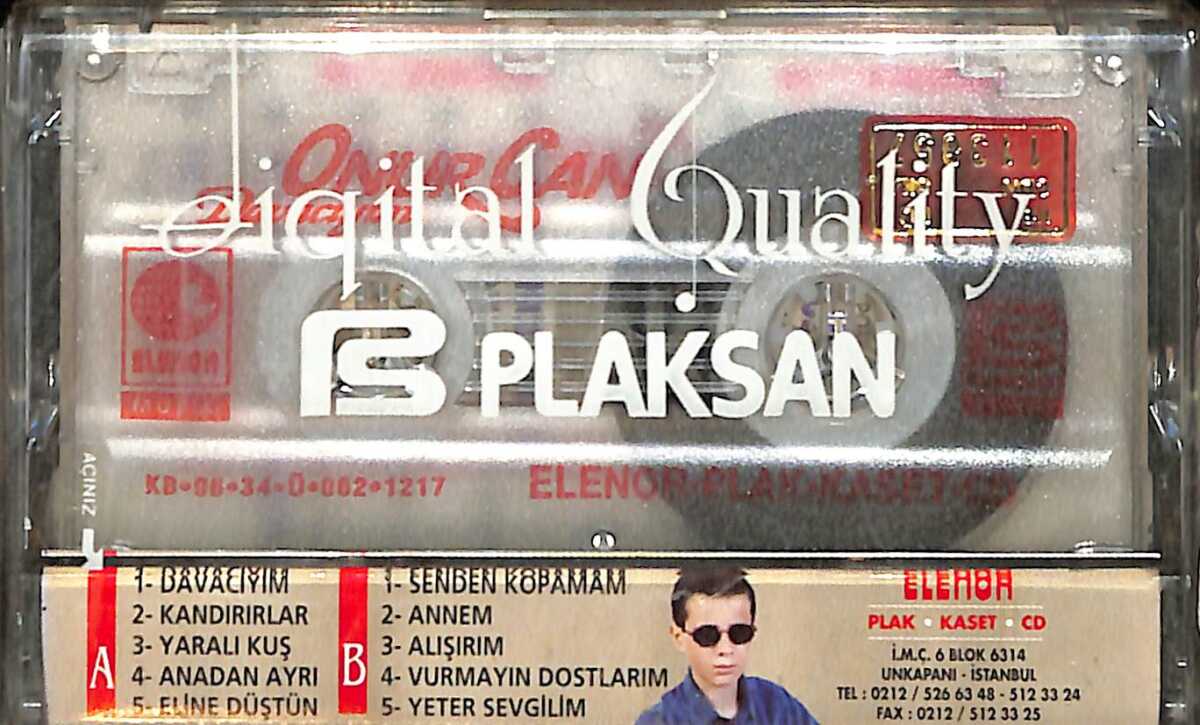 Digital Quality
ONUR CAN
Davacıyım
PLAKSAN
ELENOR
KB•98•34•Ü•062•1217
ELENOR•PLAK•KASET•CD
AÇINIZ
A
1- DAVACIYIM
2- KANDIRIRLAR
3- YARALI KUŞ
4- ANADAN AYRI
5- ELİNE DÜŞTÜN
B
1- SENDEN KOPAMAM
2- ANNEM
3- ALIŞIRIM
4- VURMAYIN DOSTLARIM
5- YETER SEVGİLİM
ELENOR
PLAK • KASET • CD
İ.M.Ç. 6 BLOK 6314
UNKAPANI - İSTANBUL
TEL : 0212 / 526 63 48 - 512 33 24
FAX : 0212 / 512 33 25